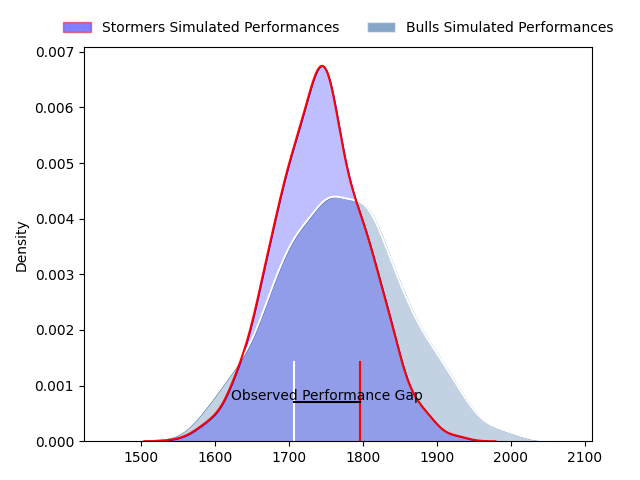 Stormers Simulated Performances Bulls Simulated Performances
0.007
0.006
0.005
0.004
0.003
0.002
0.001
0.000
Density
Observed Performance Gap
1500 1600 1700 1800 1900 2000 2100